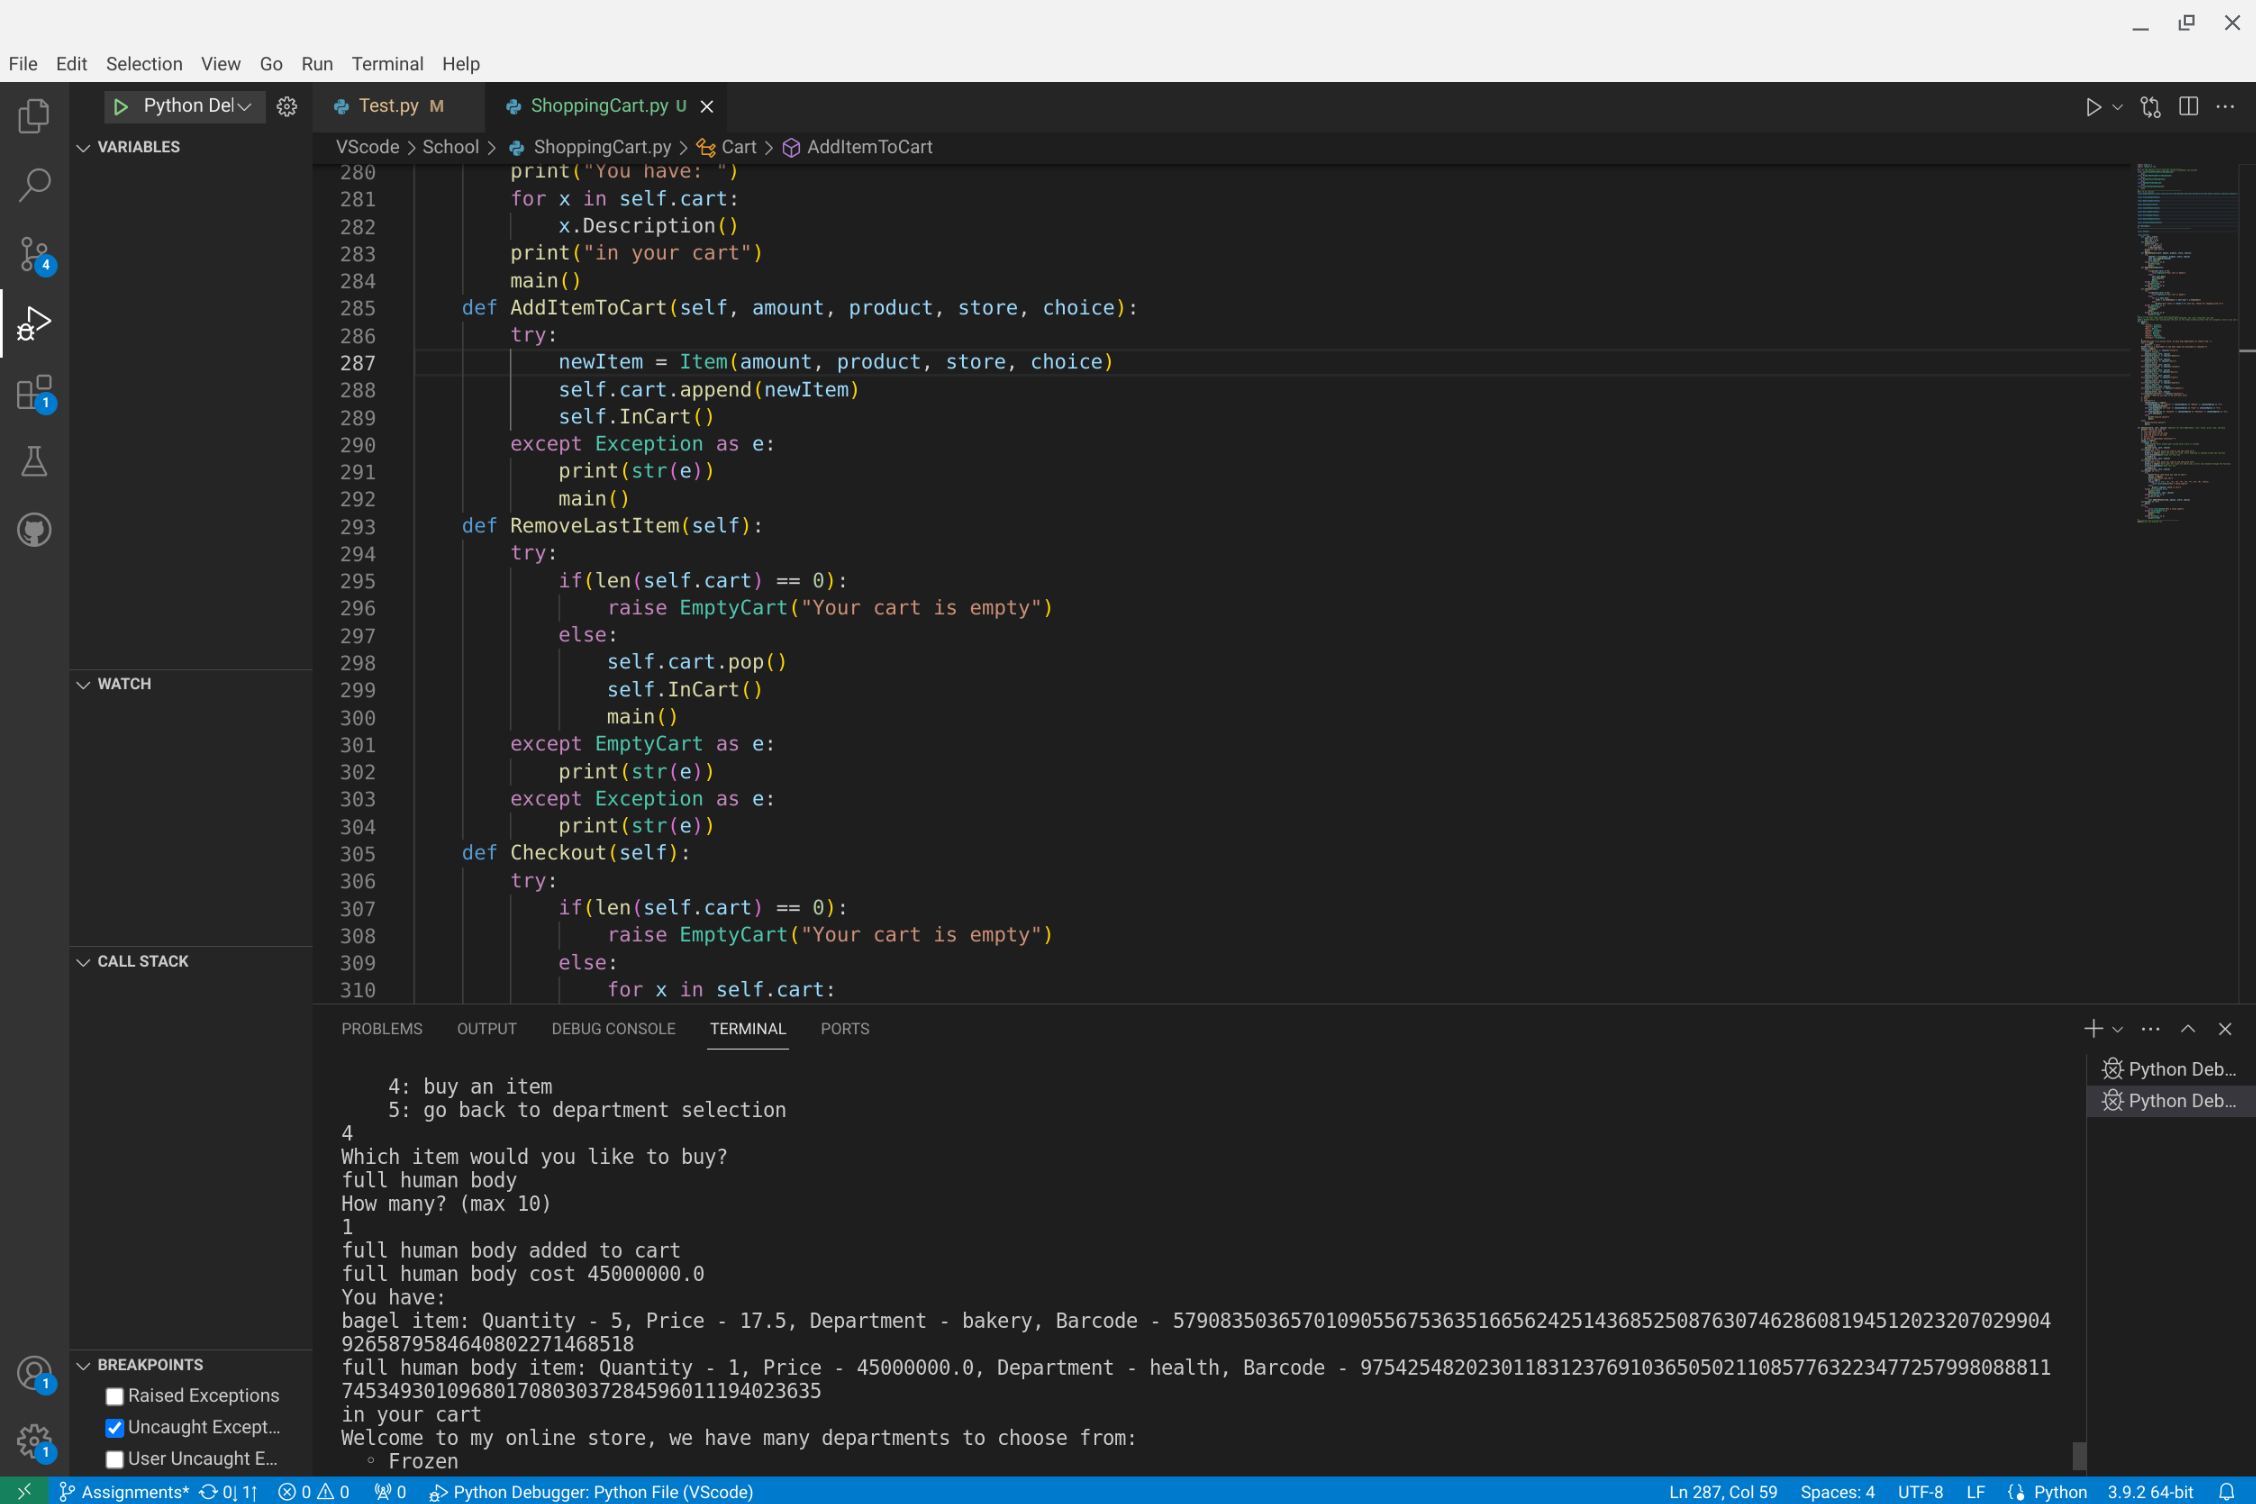 File Edit Selection View Go Run Terminal Help
Python Del
Test.py M
ShoppingCart.py U
VARIABLES
VScode > School > ShoppingCart.py > Cart > AddItemToCart
280 print("You have: ")
281 for x in self.cart:
282 x.Description()
283 print("in your cart")
284 main()
285 def AddItemToCart(self, amount, product, store, choice):
286 try:
287 newItem = Item(amount, product, store, choice)
288 self.cart.append(newItem)
289 self.InCart()
290 except Exception as e:
291 print(str(e))
292 main()
293 def RemoveLastItem(self):
294 try:
295 if(len(self.cart) == 0):
296 raise EmptyCart("Your cart is empty")
297 else:
298 self.cart.pop()
299 self.InCart()
300 main()
301 except EmptyCart as e:
302 print(str(e))
303 except Exception as e:
304 print(str(e))
305 def Checkout(self):
306 try:
307 if(len(self.cart) == 0):
308 raise EmptyCart("Your cart is empty")
309 else:
310 for x in self.cart:
4
1
WATCH
CALL STACK
BREAKPOINTS
Raised Exceptions
Uncaught Except...
User Uncaught E...
1
1
PROBLEMS OUTPUT DEBUG CONSOLE TERMINAL PORTS
Python Deb...
Python Deb...
4: buy an item
5: go back to department selection
4
Which item would you like to buy?
full human body
How many? (max 10)
1
full human body added to cart
full human body cost 45000000.0
You have:
bagel item: Quantity - 5, Price - 17.5, Department - bakery, Barcode - 579083503657010905567536351665624251436852508763074628608194512023207029904
9265879584640802271468518
full human body item: Quantity - 1, Price - 45000000.0, Department - health, Barcode - 97542548202301183123769103650502110857763223477257998088811
74534930109680170803037284596011194023635
in your cart
Welcome to my online store, we have many departments to choose from:
◦ Frozen
Assignments* 0↓ 1↑ 0 0 0 Python Debugger: Python File (VScode) Ln 287, Col 59 Spaces: 4 UTF-8 LF Python 3.9.2 64-bit